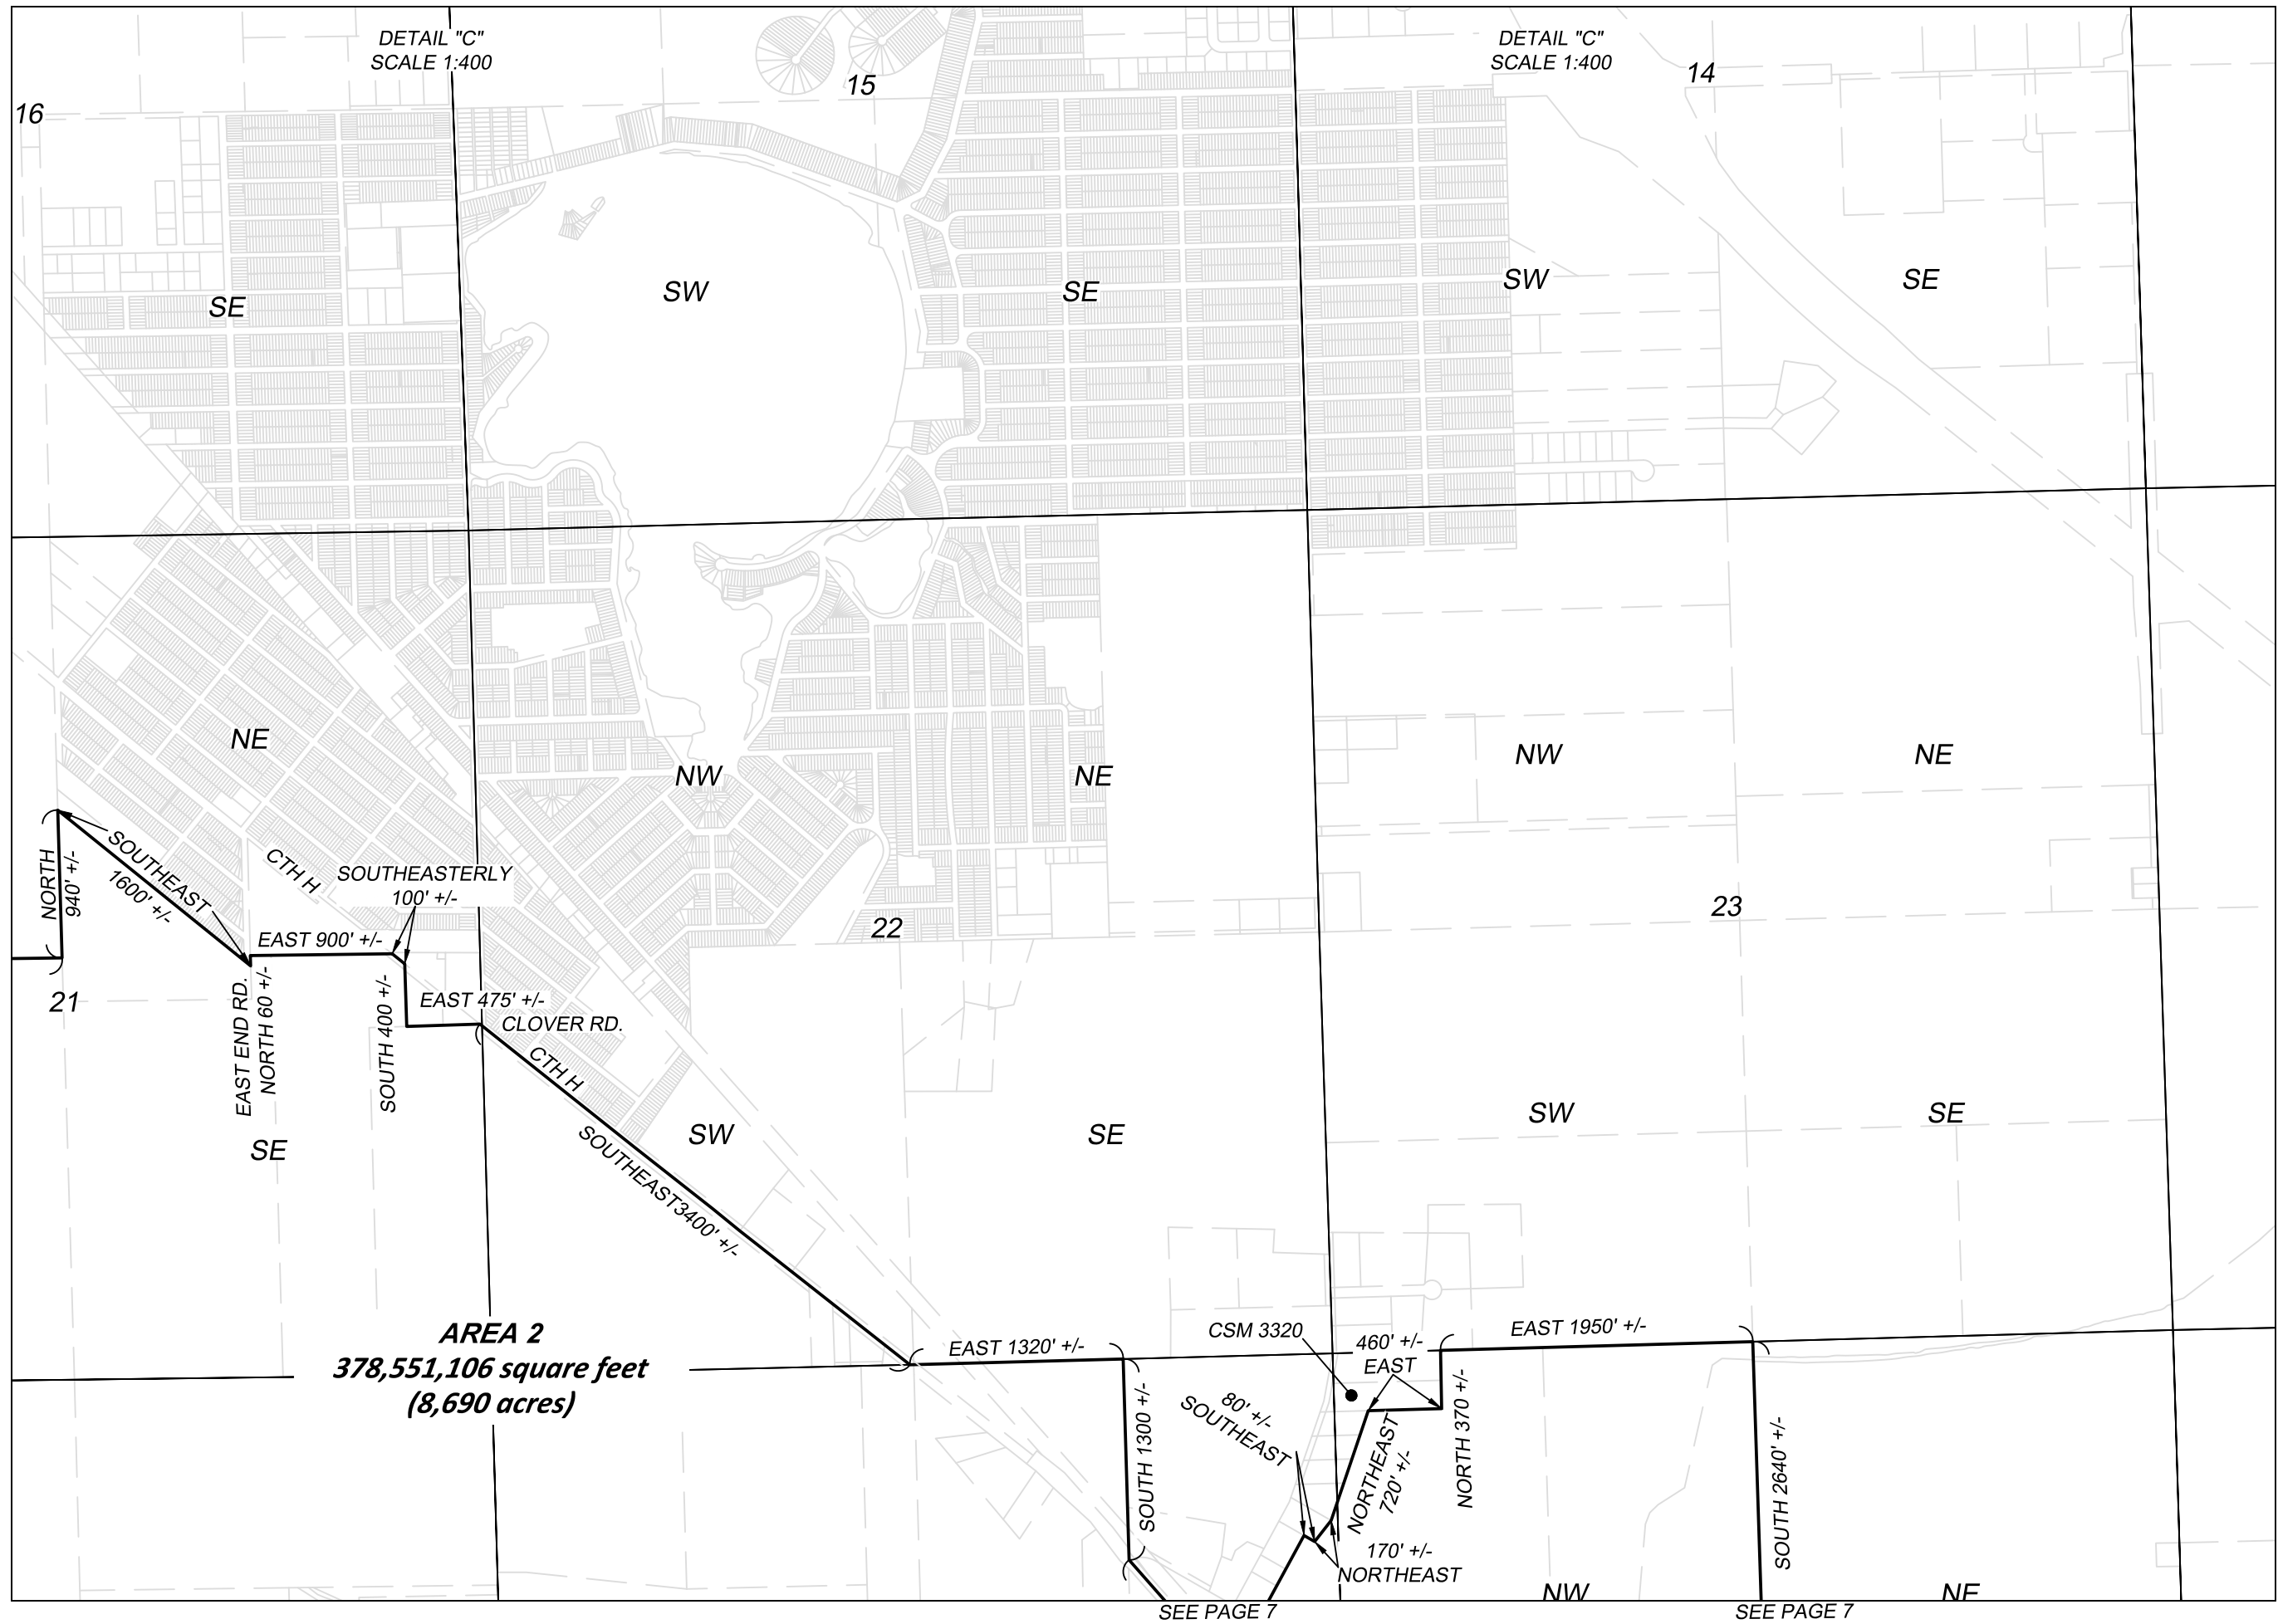 DETAIL "C"
SCALE 1:400
DETAIL "C"
SCALE 1:400
16
15
14
SE
SW
SE
SW
SE
NE
NW
NE
NW
NE
NORTH
940' +/-
SOUTHEAST
1600' +/-
CTH H
SOUTHEASTERLY
100' +/-
EAST 900' +/-
22
23
21
EAST END RD.
NORTH 60 +/-
SOUTH 400 +/-
EAST 475' +/-
CLOVER RD.
CTH H
SOUTHEAST3400' +/-
SE
SW
SE
SW
SE
AREA 2
378,551,106 square feet
(8,690 acres)
EAST 1320' +/-
SOUTH 1300 +/-
CSM 3320
460' +/-
EAST
EAST 1950' +/-
80' +/-
SOUTHEAST
NORTHEAST
720' +/-
NORTH 370 +/-
SOUTH 2640' +/-
170' +/-
NORTHEAST
NW
NE
SEE PAGE 7
SEE PAGE 7